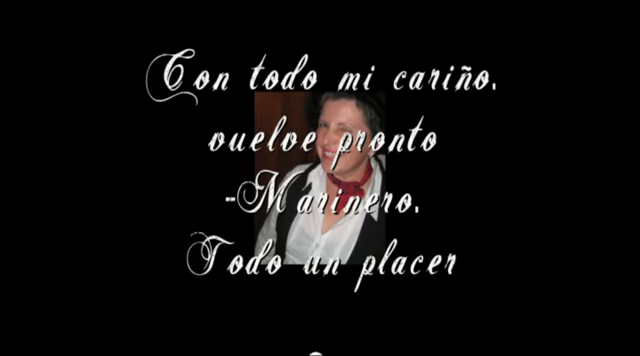 Con todo mi cariño.
vuelve pronto
-Marinero.
Todo un placer